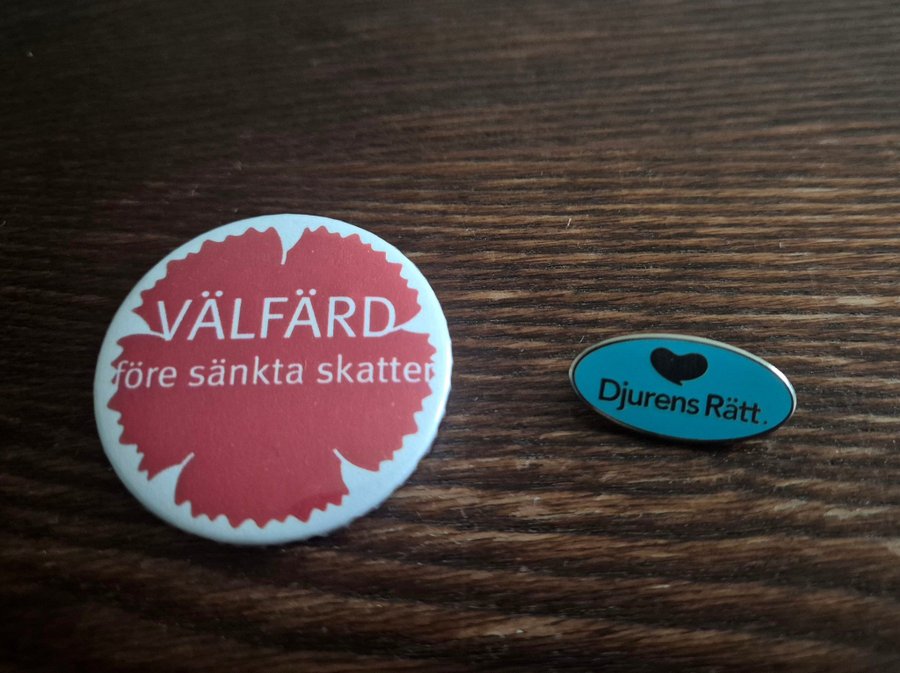 VÄLFÄRD
före sänkta skatter
Djurens Rätt.